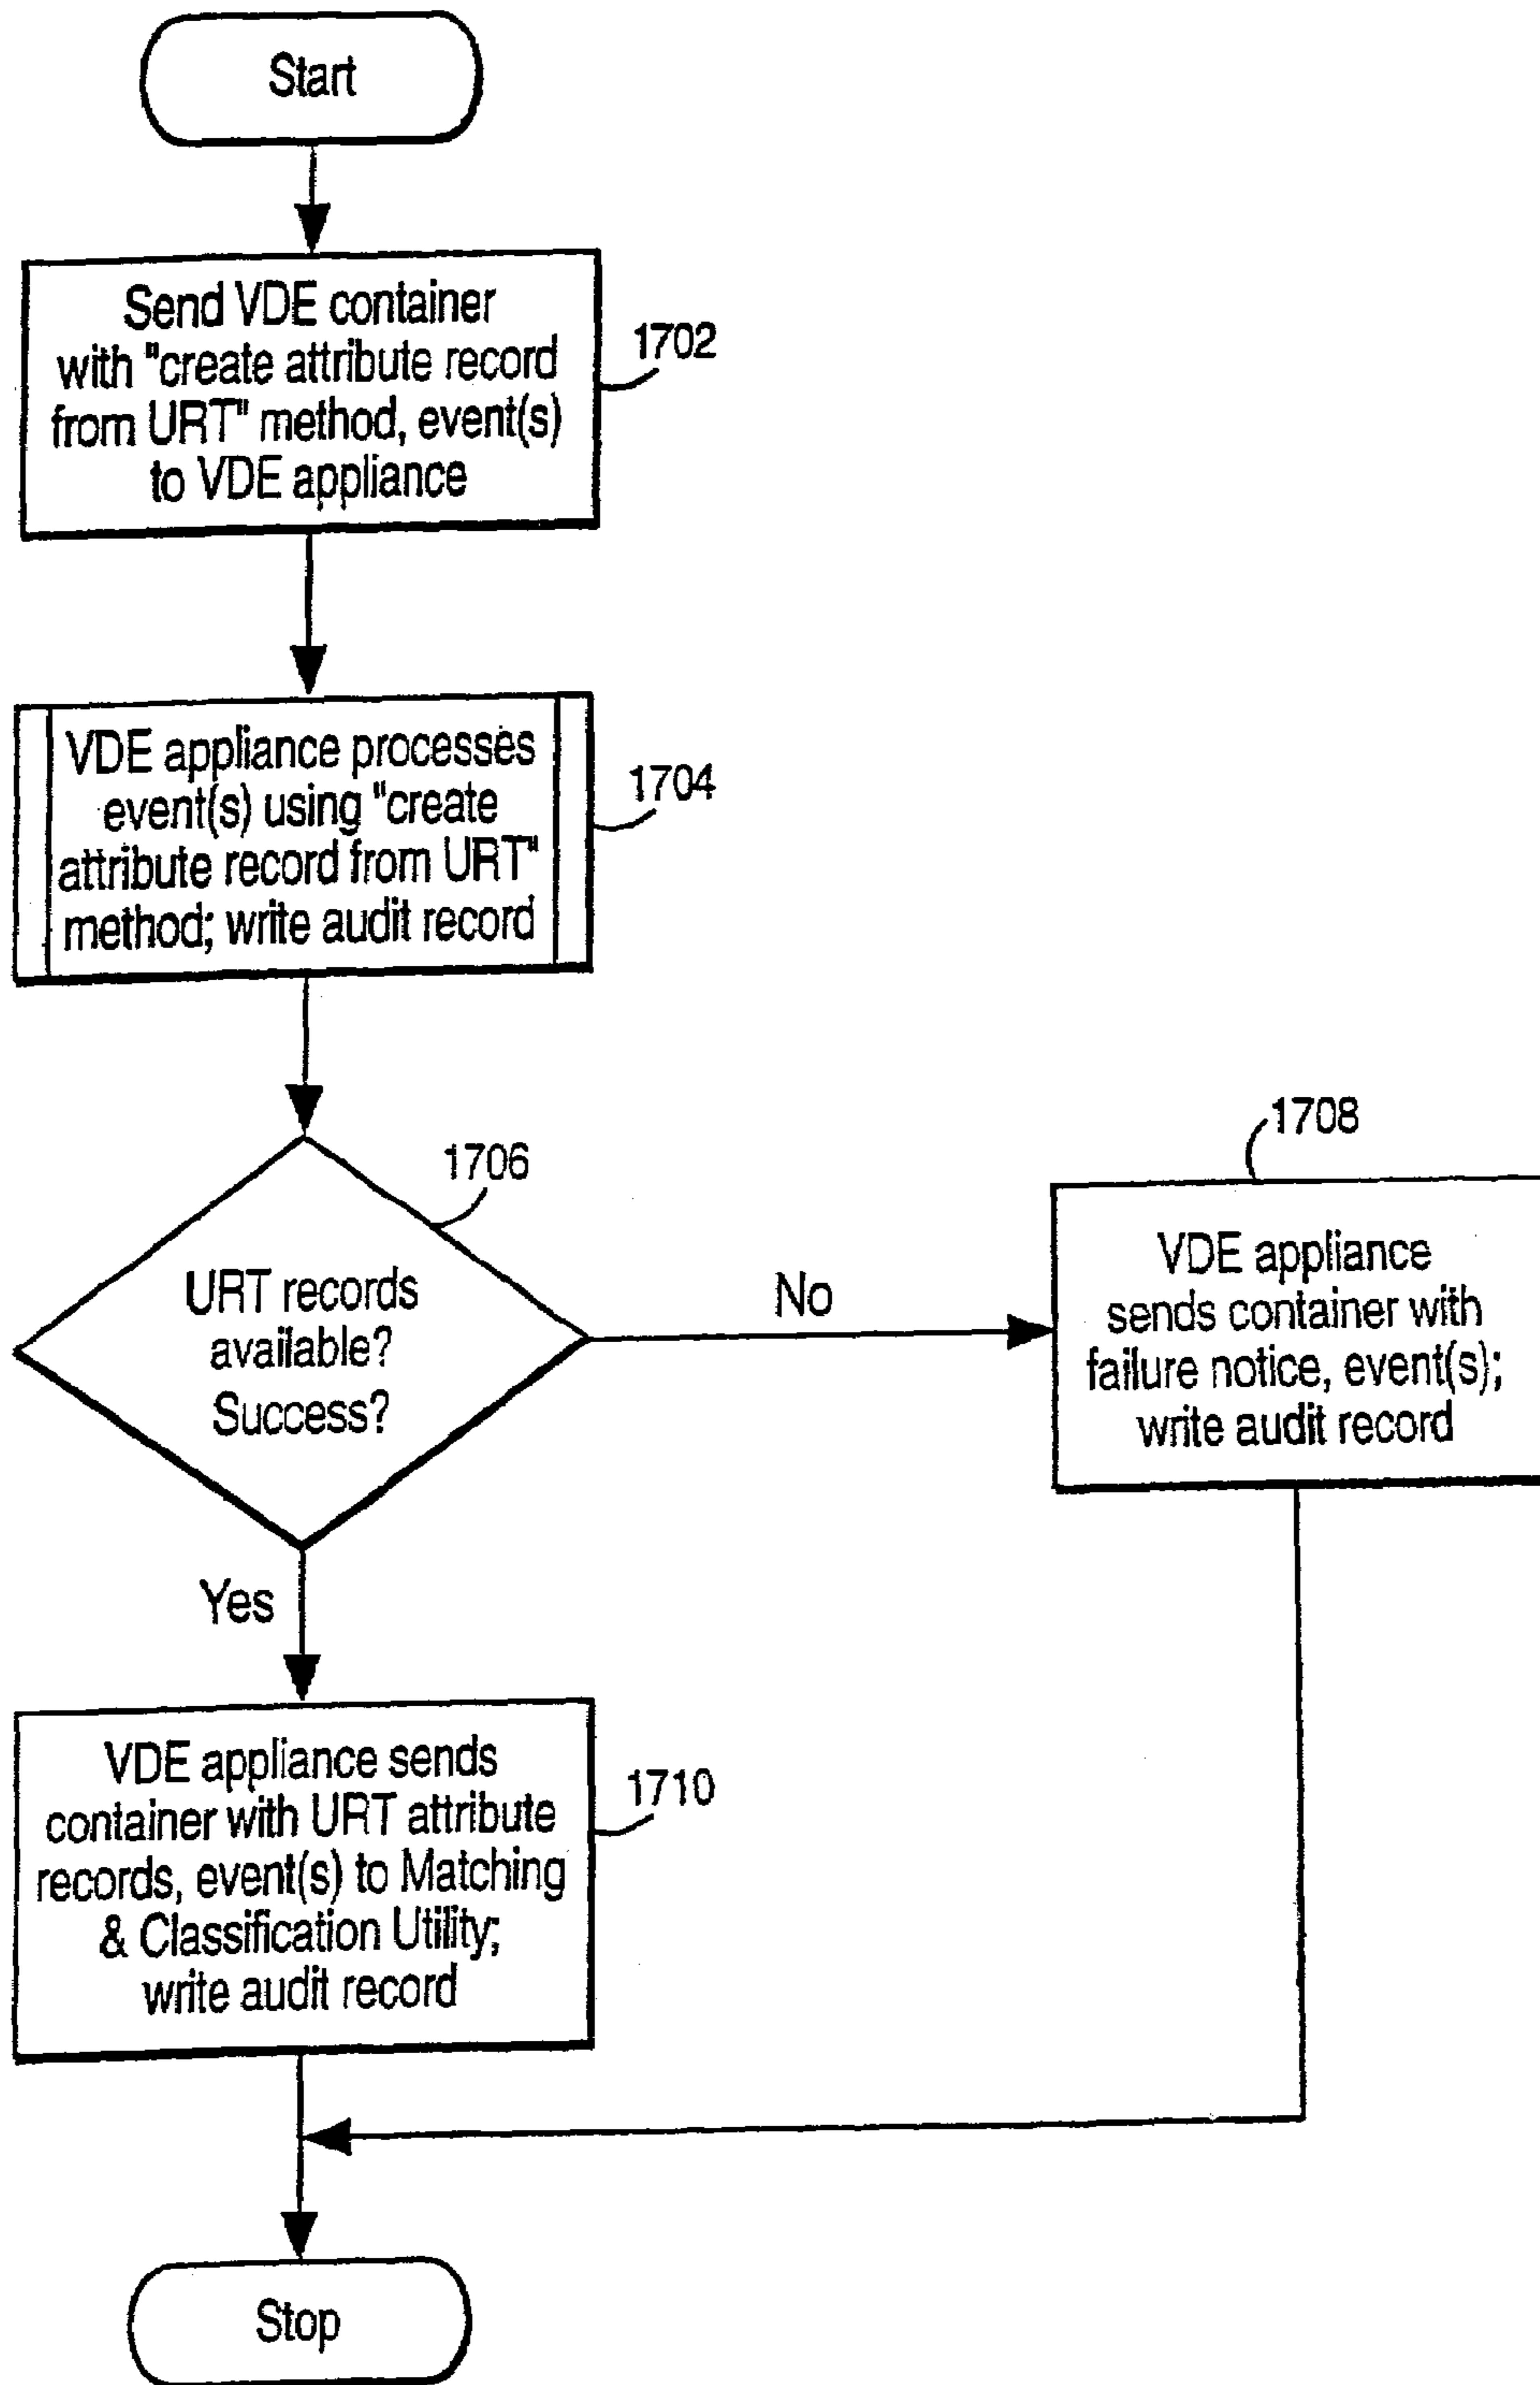 Start
Send VDE container
with "create attribute record
from URT" method, event(s)
to VDE appliance
1702
VDE appliance processes
event(s) using "create
attribute record from URT"
method; write audit record
1704
1706
URT records
available?
Success?
No
1708
VDE appliance
sends container with
failure notice, event(s);
write audit record
Yes
VDE appliance sends
container with URT attribute
records, event(s) to Matching
& Classification Utility;
write audit record
1710
Stop